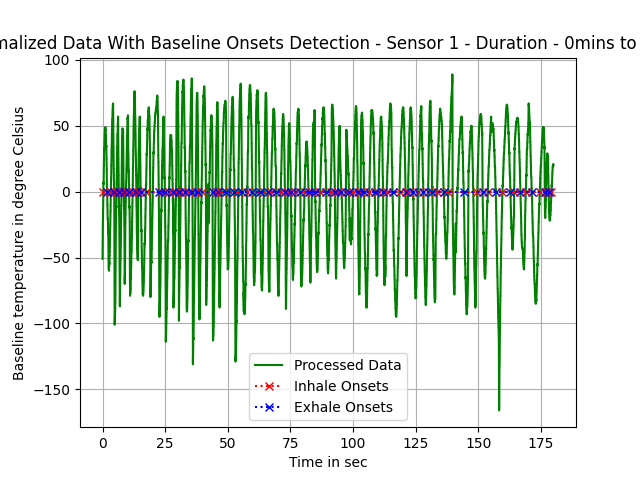 malized Data With Baseline Onsets Detection - Sensor 1 - Duration - 0mins to
Baseline temperature in degree Celsius
100
50
0
−50
−100
−150
Processed Data
Inhale Onsets
Exhale Onsets
0 25 50 75 100 125 150 175
Time in sec